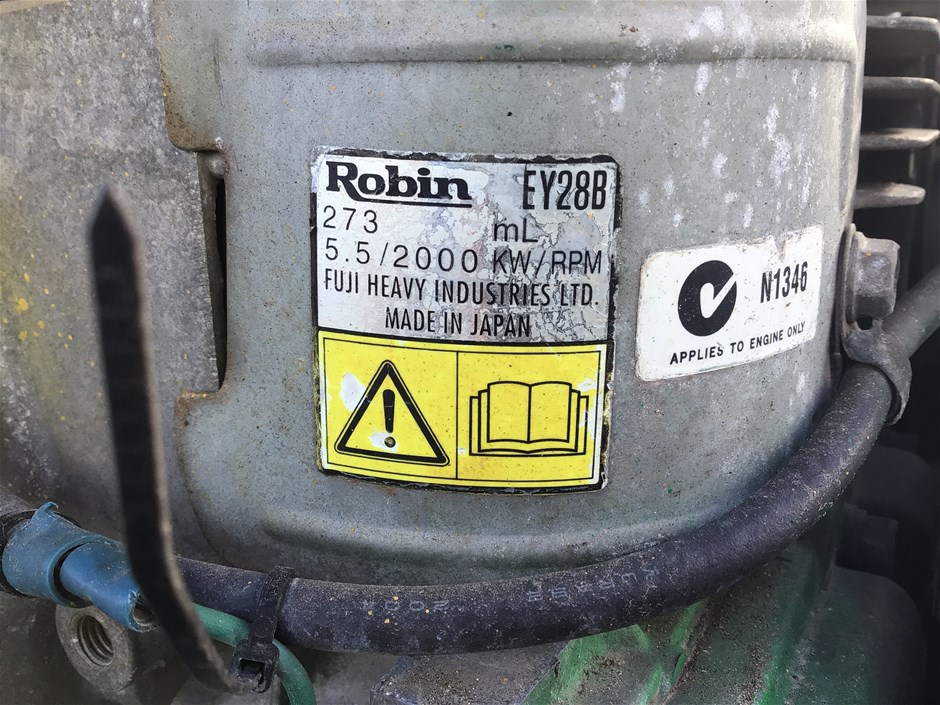 Robin EY28B
273 mL
5.5/2000 KW/RPM
FUJI HEAVY INDUSTRIES LTD.
MADE IN JAPAN
N1346
APPLIES TO ENGINE ONLY